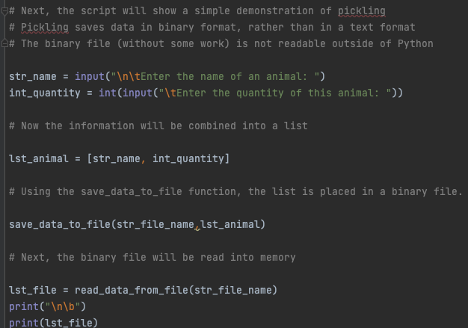 # Next, the script will show a simple demonstration of pickling
# Pickling saves data in binary format, rather than in a text format
# The binary file (without some work) is not readable outside of Python
str_name = input("\n\tEnter the name of an animal: ")
int_quantity = int(input("\tEnter the quantity of this animal: "))
# Now the information will be combined into a list
lst_animal = [str_name, int_quantity]
# Using the save_data_to_file function, the list is placed in a binary file.
save_data_to_file(str_file_name,lst_animal)
# Next, the binary file will be read into memory
lst_file = read_data_from_file(str_file_name)
print("\n\b")
print(lst_file)